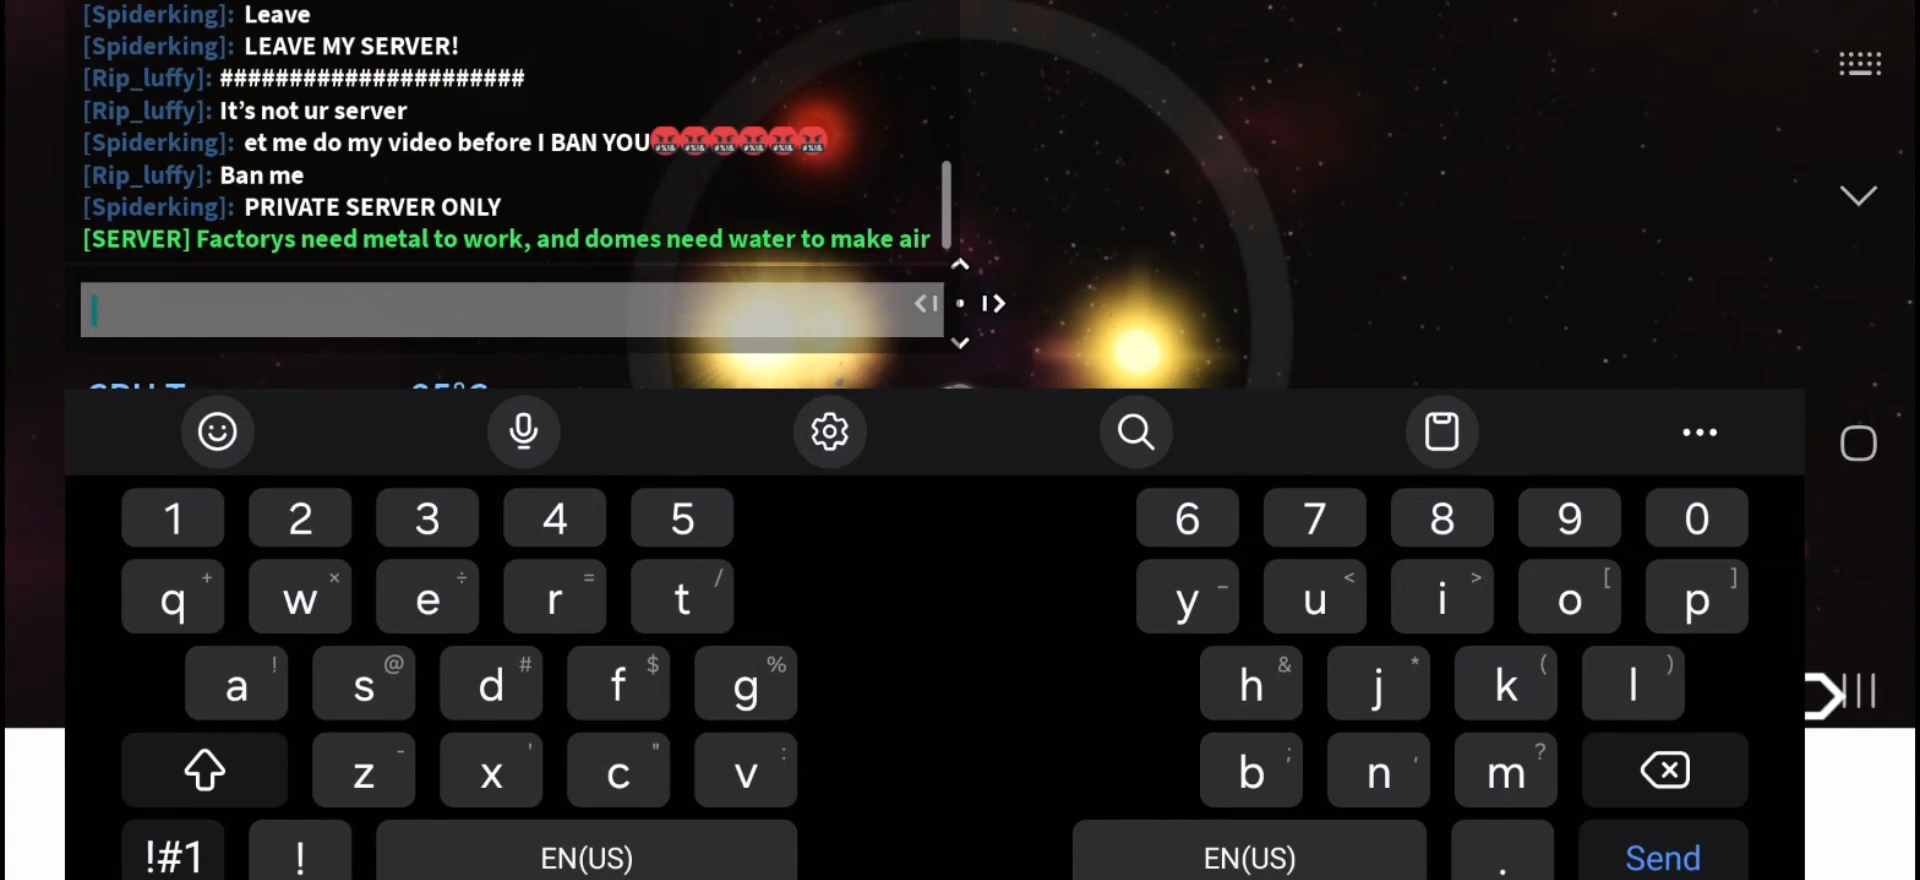 [Spiderking]: Leave
[Spiderking]: LEAVE MY SERVER!
[Rip_luffy]: ######################
[Rip_luffy]: It’s not ur server
[Spiderking]: et me do my video before I BAN YOU🤬🤬🤬🤬🤬🤬
[Rip_luffy]: Ban me
[Spiderking]: PRIVATE SERVER ONLY
[SERVER] Factorys need metal to work, and domes need water to make air
1 2 3 4 5 6 7 8 9 0
+ × ÷ = / _ < > [ ]
q w e r t y u i o p
! @ # $ % & * ( )
a s d f g h j k l
- ' " : ; , ?
z x c v b n m
!#1 ! EN(US) EN(US) . Send